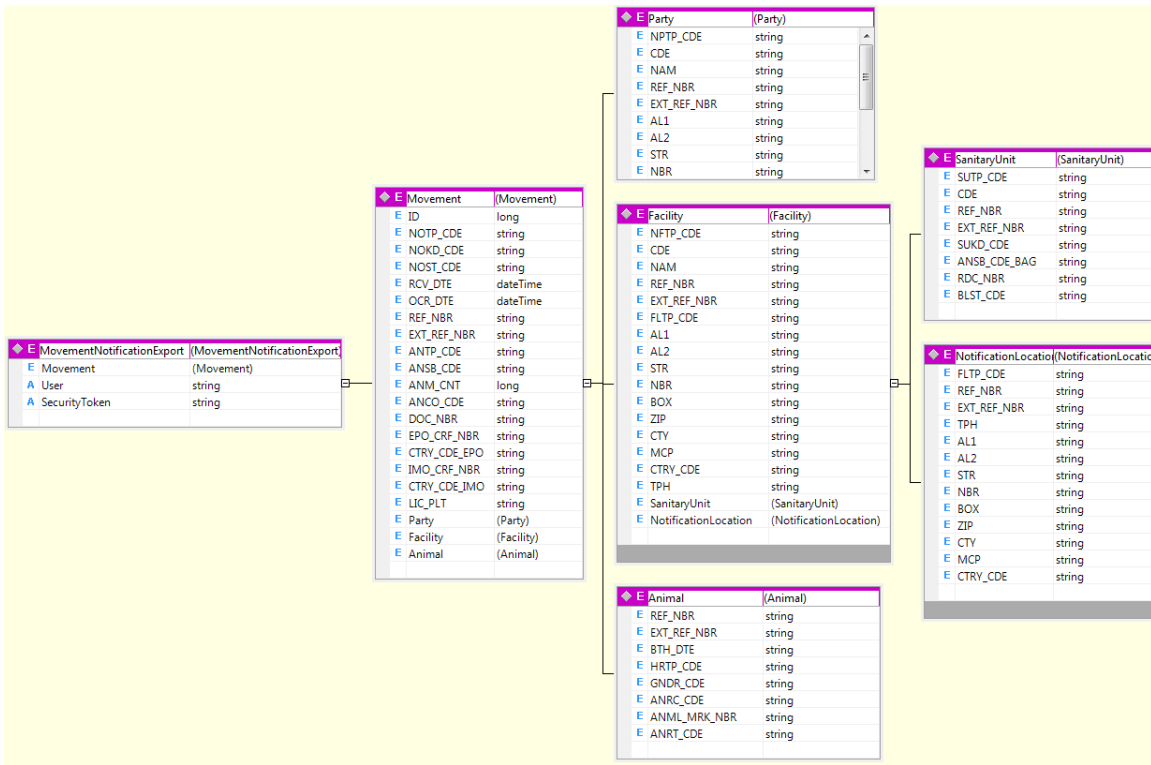 E Party (Party)
E NPTP_CDE string
E CDE string
E NAM string
E REF_NBR string
E EXT_REF_NBR string
E AL1 string
E AL2 string
E STR string
E NBR string
E SanitaryUnit (SanitaryUnit)
E SUTP_CDE string
E CDE string
E REF_NBR string
E EXT_REF_NBR string
E SUKD_CDE string
E ANSB_CDE_BAG string
E RDC_NBR string
E BLST_CDE string
E Movement (Movement)
E ID long
E NOTP_CDE string
E NOKD_CDE string
E NOST_CDE string
E RCV_DTE dateTime
E OCR_DTE dateTime
E REF_NBR string
E EXT_REF_NBR string
E ANTP_CDE string
E ANSB_CDE string
E ANM_CNT long
E ANCO_CDE string
E DOC_NBR string
E EPO_CRF_NBR string
E CTRY_CDE_EPO string
E IMO_CRF_NBR string
E CTRY_CDE_IMO string
E LIC_PLT string
E Party (Party)
E Facility (Facility)
E Animal (Animal)
E Facility (Facility)
E NFTP_CDE string
E CDE string
E NAM string
E REF_NBR string
E EXT_REF_NBR string
E FLTP_CDE string
E AL1 string
E AL2 string
E STR string
E NBR string
E BOX string
E ZIP string
E CTY string
E MCP string
E CTRY_CDE string
E TPH string
E SanitaryUnit (SanitaryUnit)
E NotificationLocation (NotificationLocation)
E MovementNotificationExport (MovementNotificationExport)
E Movement (Movement)
A User string
A SecurityToken string
E NotificationLocation (NotificationLocatio
E FLTP_CDE string
E REF_NBR string
E EXT_REF_NBR string
E TPH string
E AL1 string
E AL2 string
E STR string
E NBR string
E BOX string
E ZIP string
E CTY string
E MCP string
E CTRY_CDE string
E Animal (Animal)
E REF_NBR string
E EXT_REF_NBR string
E BTH_DTE string
E HRTP_CDE string
E GNDR_CDE string
E ANRC_CDE string
E ANML_MRK_NBR string
E ANRT_CDE string